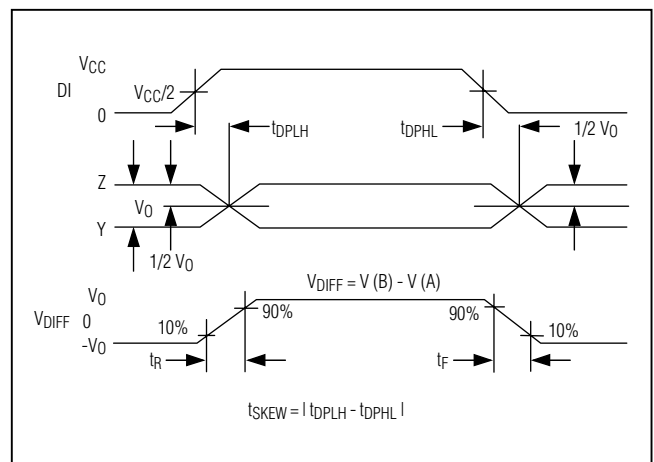 VCC
DI
VCC/2
0
tDPLH
tDPHL
1/2 VO
Z
VO
Y
1/2 VO
VDIFF = V (B) - V (A)
VO
VDIFF 0
-VO
10%
90%
90%
10%
tR
tF
tSKEW = | tDPLH - tDPHL |